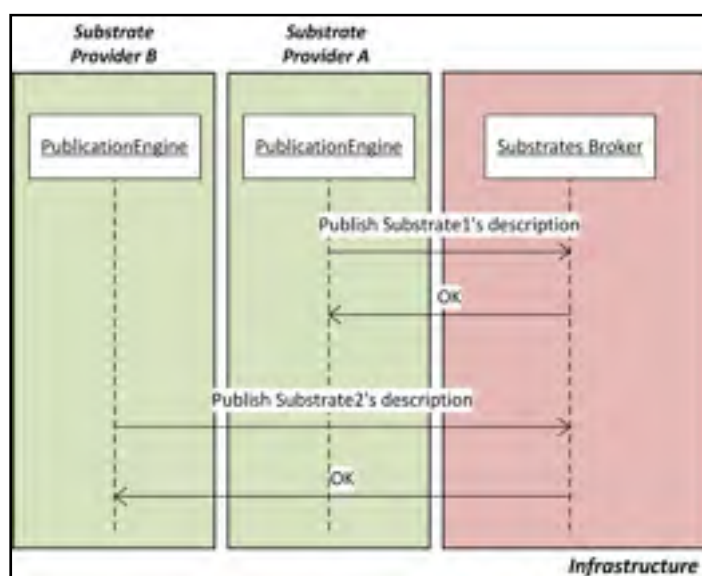 Substrate
Provider B
Substrate
Provider A
PublicationEngine
PublicationEngine
Substrates Broker
Publish Substrate1's description
OK
Publish Substrate2's description
OK
Infrastructure